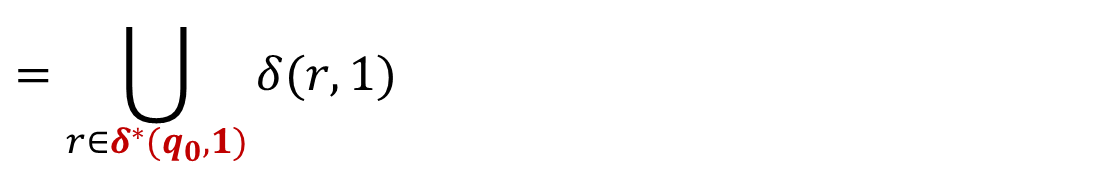 = ⋃ δ(r, 1)
r∈δ*(q₀,1)